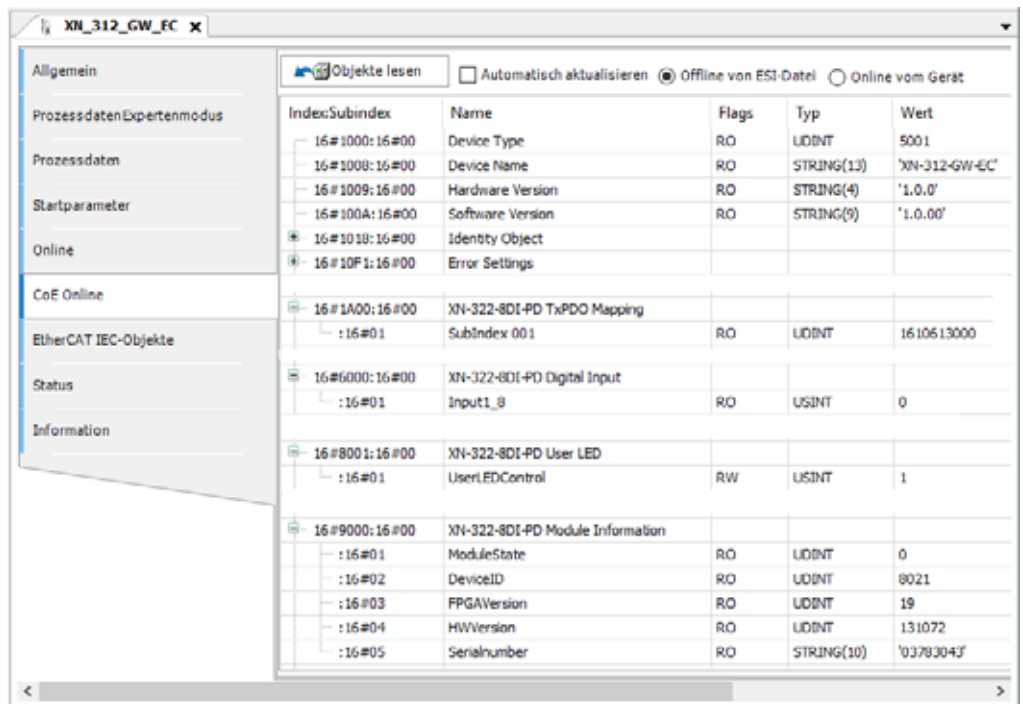 XN_312_GW_EC
Allgemein
ProzessdatenExpertenmodus
Prozessdaten
Startparameter
Online
CoE Online
EtherCAT IEC-Objekte
Status
Information
Objekte lesen Automatisch aktualisieren Offline von ESI-Datei Online vom Gerät
Index:Subindex Name Flags Typ Wert
16#1000:16#00 Device Type RO UDINT 5001
16#1008:16#00 Device Name RO STRING(13) 'XN-312-GW-EC'
16#1009:16#00 Hardware Version RO STRING(4) '1.0.0'
16#100A:16#00 Software Version RO STRING(9) '1.0.00'
16#1018:16#00 Identity Object
16#10F1:16#00 Error Settings
16#1A00:16#00 XN-322-8DI-PD TxPDO Mapping
:16#01 SubIndex 001 RO UDINT 1610613000
16#6000:16#00 XN-322-8DI-PD Digital Input
:16#01 Input1_8 RO USINT 0
16#8001:16#00 XN-322-8DI-PD User LED
:16#01 UserLEDControl RW USINT 1
16#9000:16#00 XN-322-8DI-PD Module Information
:16#01 ModuleState RO UDINT 0
:16#02 DeviceID RO UDINT 8021
:16#03 FPGAVersion RO UDINT 19
:16#04 HWVersion RO UDINT 131072
:16#05 Serialnumber RO STRING(10) '03783043'